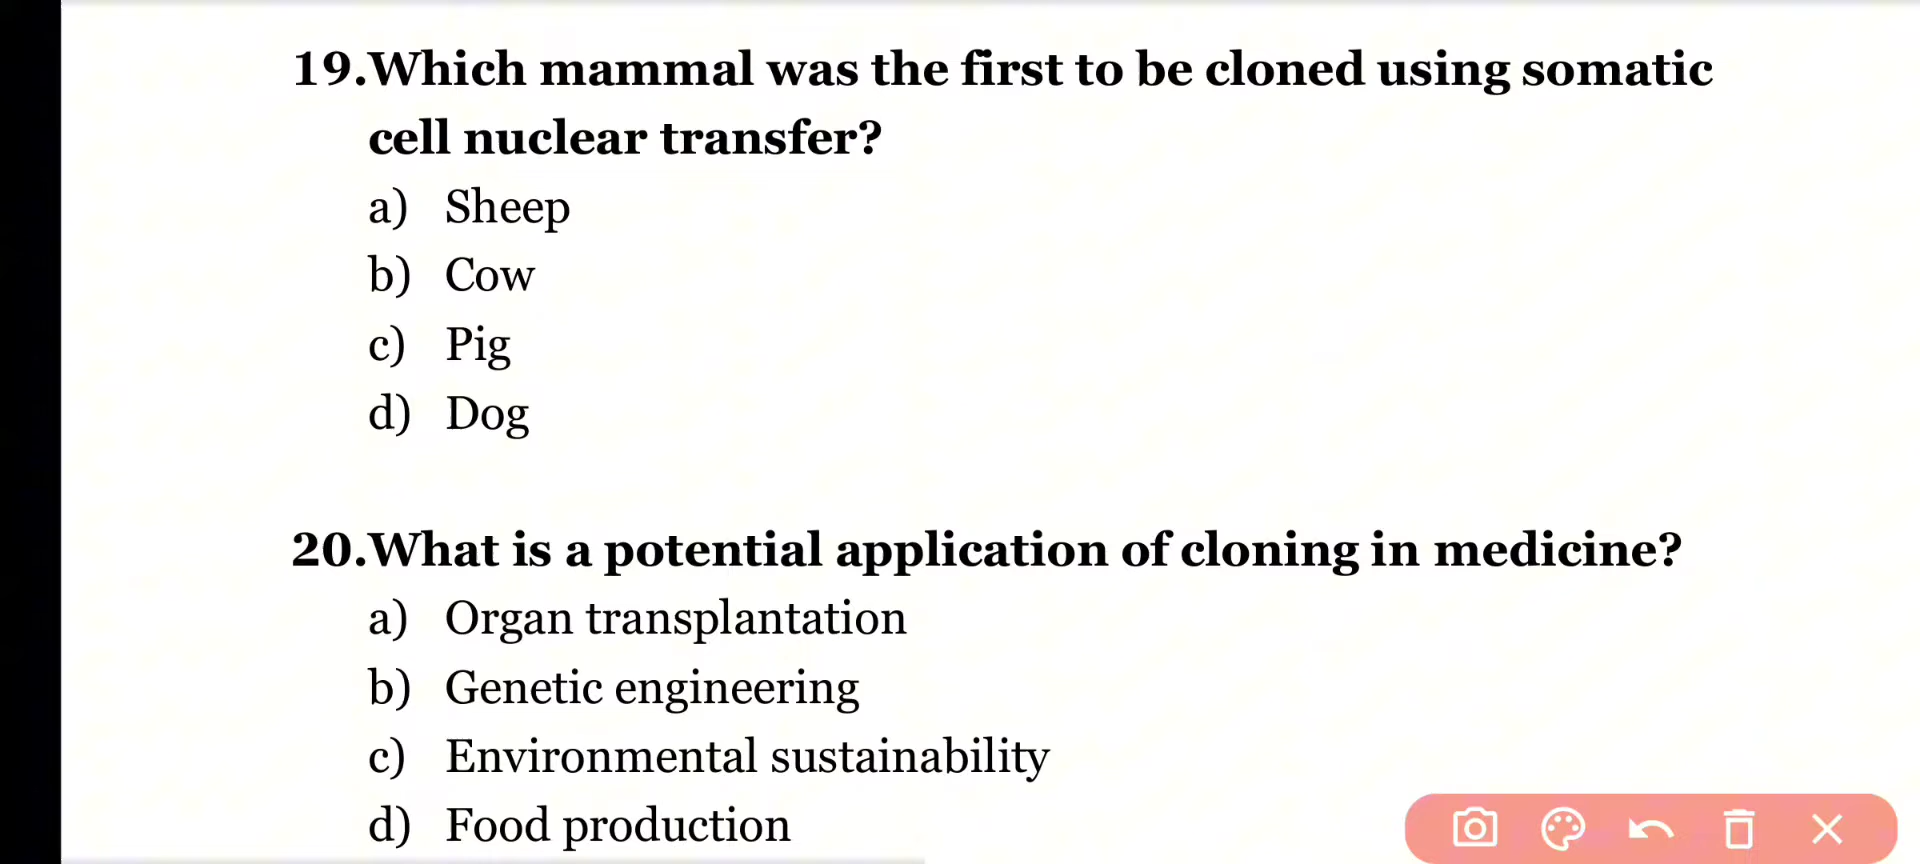 19.Which mammal was the first to be cloned using somatic
cell nuclear transfer?
a) Sheep
b) Cow
c) Pig
d) Dog
20.What is a potential application of cloning in medicine?
a) Organ transplantation
b) Genetic engineering
c) Environmental sustainability
d) Food production